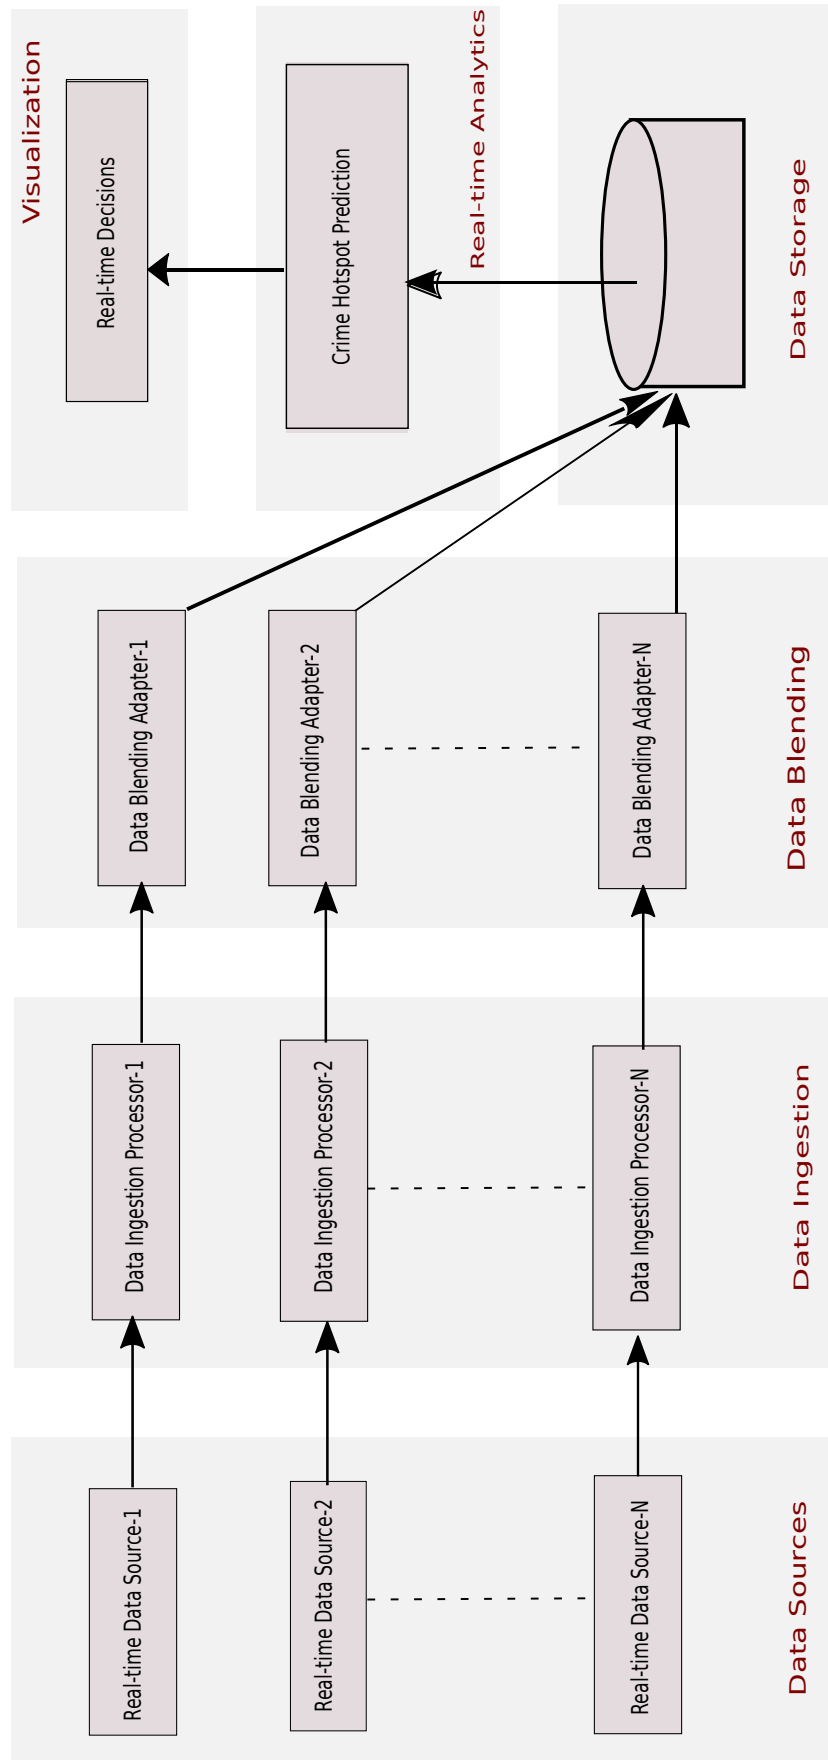 Real-time Data Source-1
Real-time Data Source-2
Real-time Data Source-N
Data Sources
Data Ingestion Processor-1
Data Ingestion Processor-2
Data Ingestion Processor-N
Data Ingestion
Data Blending Adapter-1
Data Blending Adapter-2
Data Blending Adapter-N
Data Blending
Visualization
Real-time Decisions
Crime Hotspot Prediction
Real-time Analytics
Data Storage